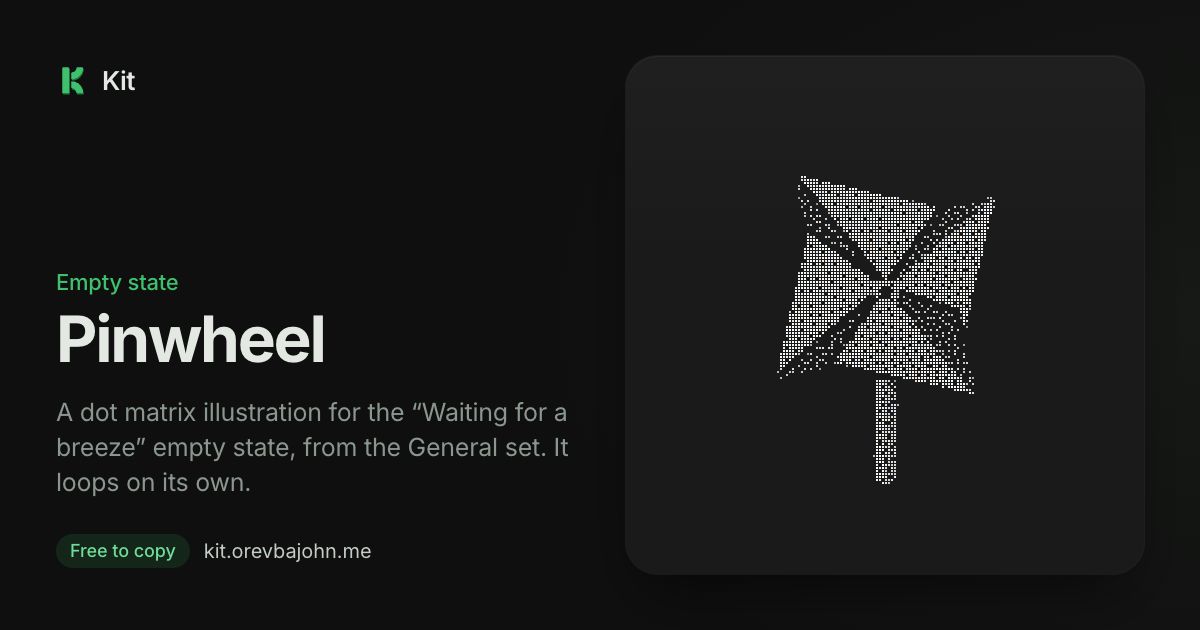 Kit
Empty state
Pinwheel
A dot matrix illustration for the “Waiting for a
breeze” empty state, from the General set. It
loops on its own.
Free to copy
kit.orevbajohn.me